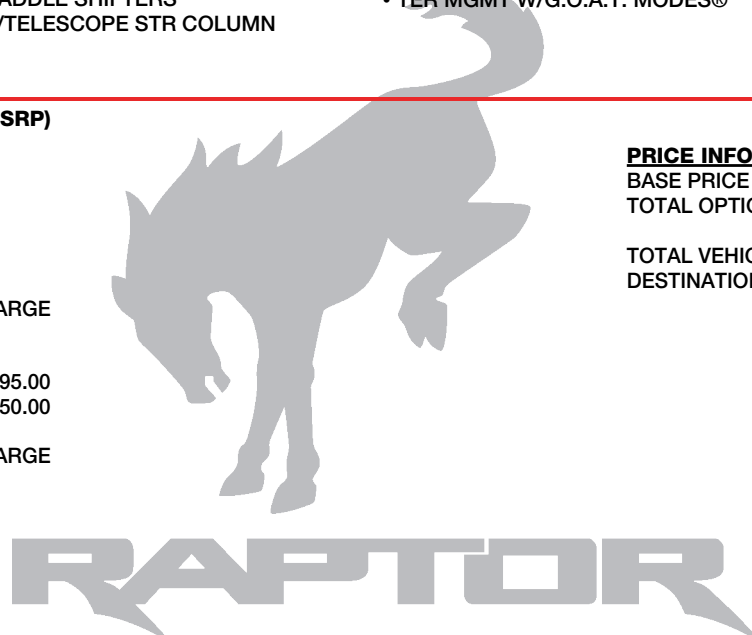 ADDLE SHIFTERS
/TELESCOPE STR COLUMN
• TER MGMT W/G.O.A.T. MODES®
SRP)
ARGE
95.00
50.00
ARGE
PRICE INFO
BASE PRICE
TOTAL OPTIO
TOTAL VEHIC
DESTINATION
RAPTOR